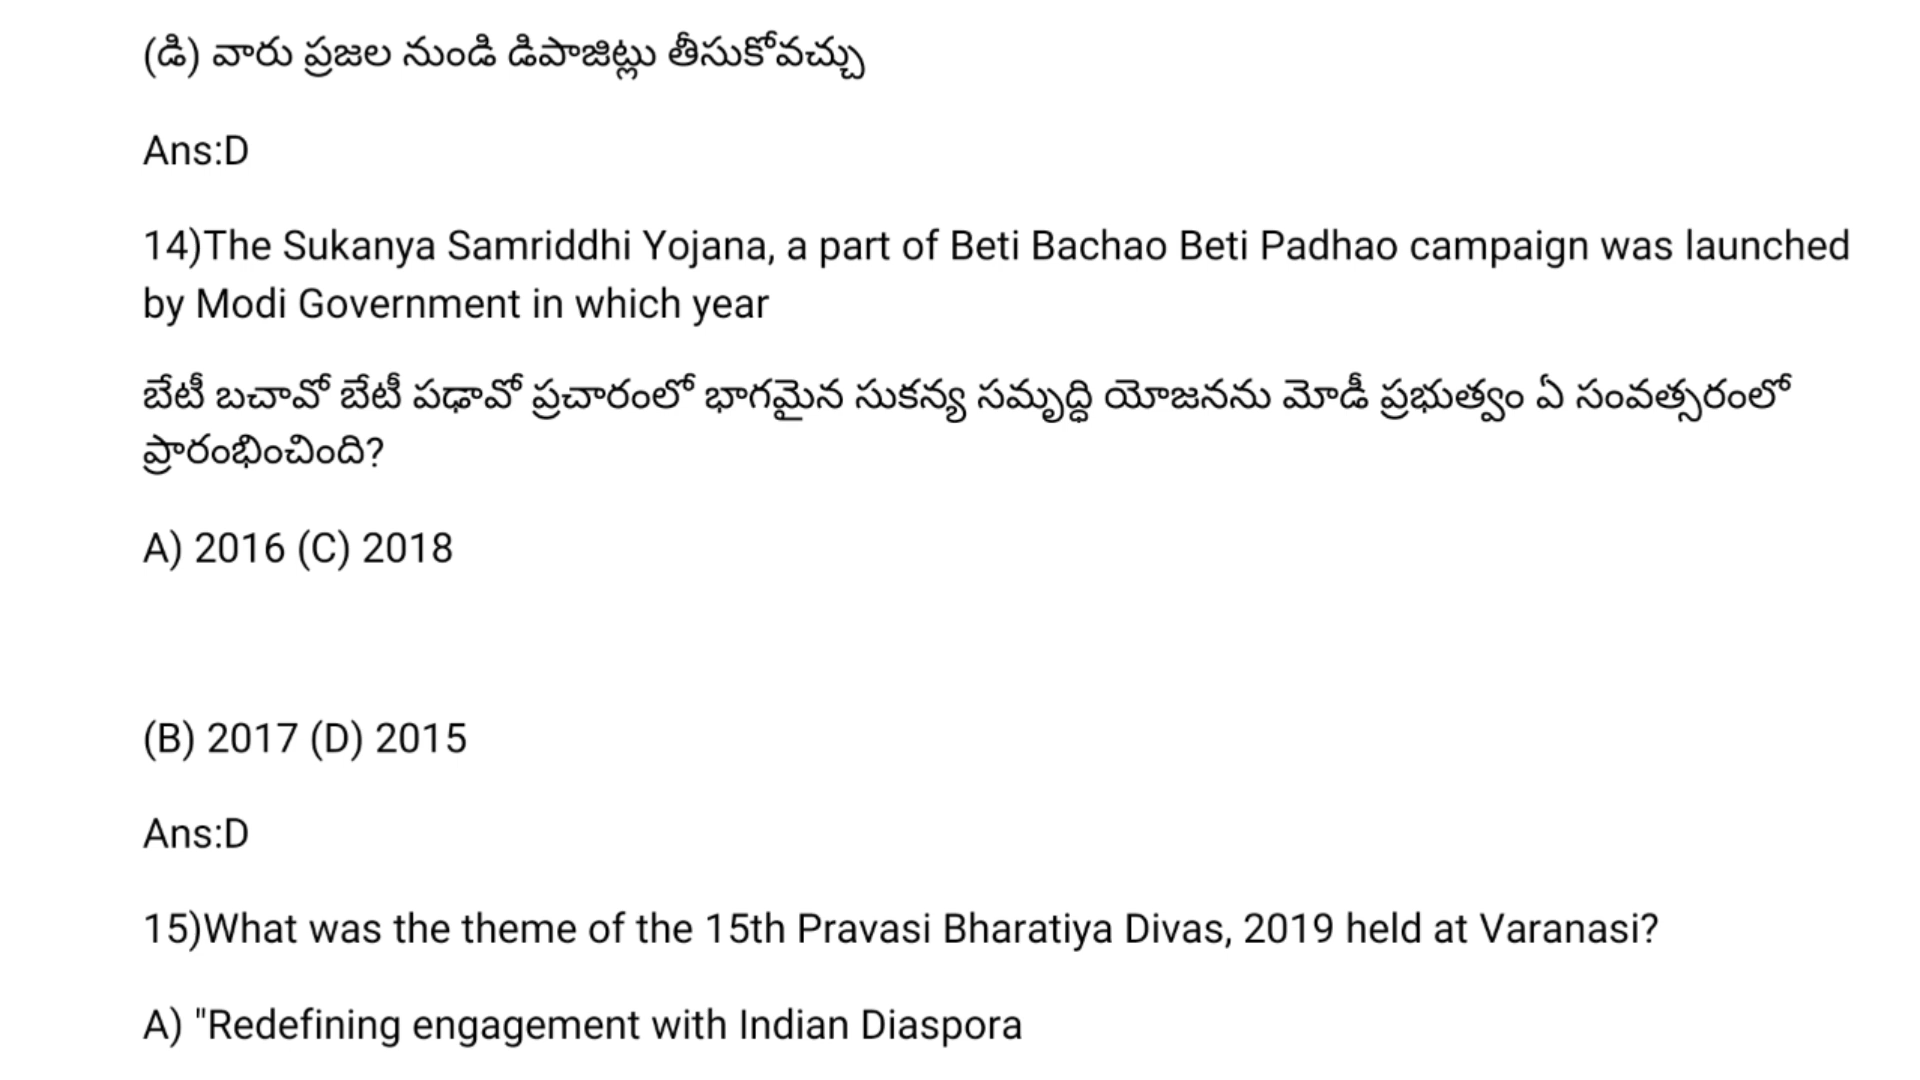 (డి) వారు ప్రజల నుండి డిపాజిట్లు తీసుకోవచ్చు
Ans:D
14)The Sukanya Samriddhi Yojana, a part of Beti Bachao Beti Padhao campaign was launched
by Modi Government in which year
బేటీ బచావో బేటీ పఢావో ప్రచారంలో భాగమైన సుకన్య సమృద్ధి యోజనను మోడీ ప్రభుత్వం ఏ సంవత్సరంలో
ప్రారంభించింది?
A) 2016 (C) 2018
(B) 2017 (D) 2015
Ans:D
15)What was the theme of the 15th Pravasi Bharatiya Divas, 2019 held at Varanasi?
A) "Redefining engagement with Indian Diaspora